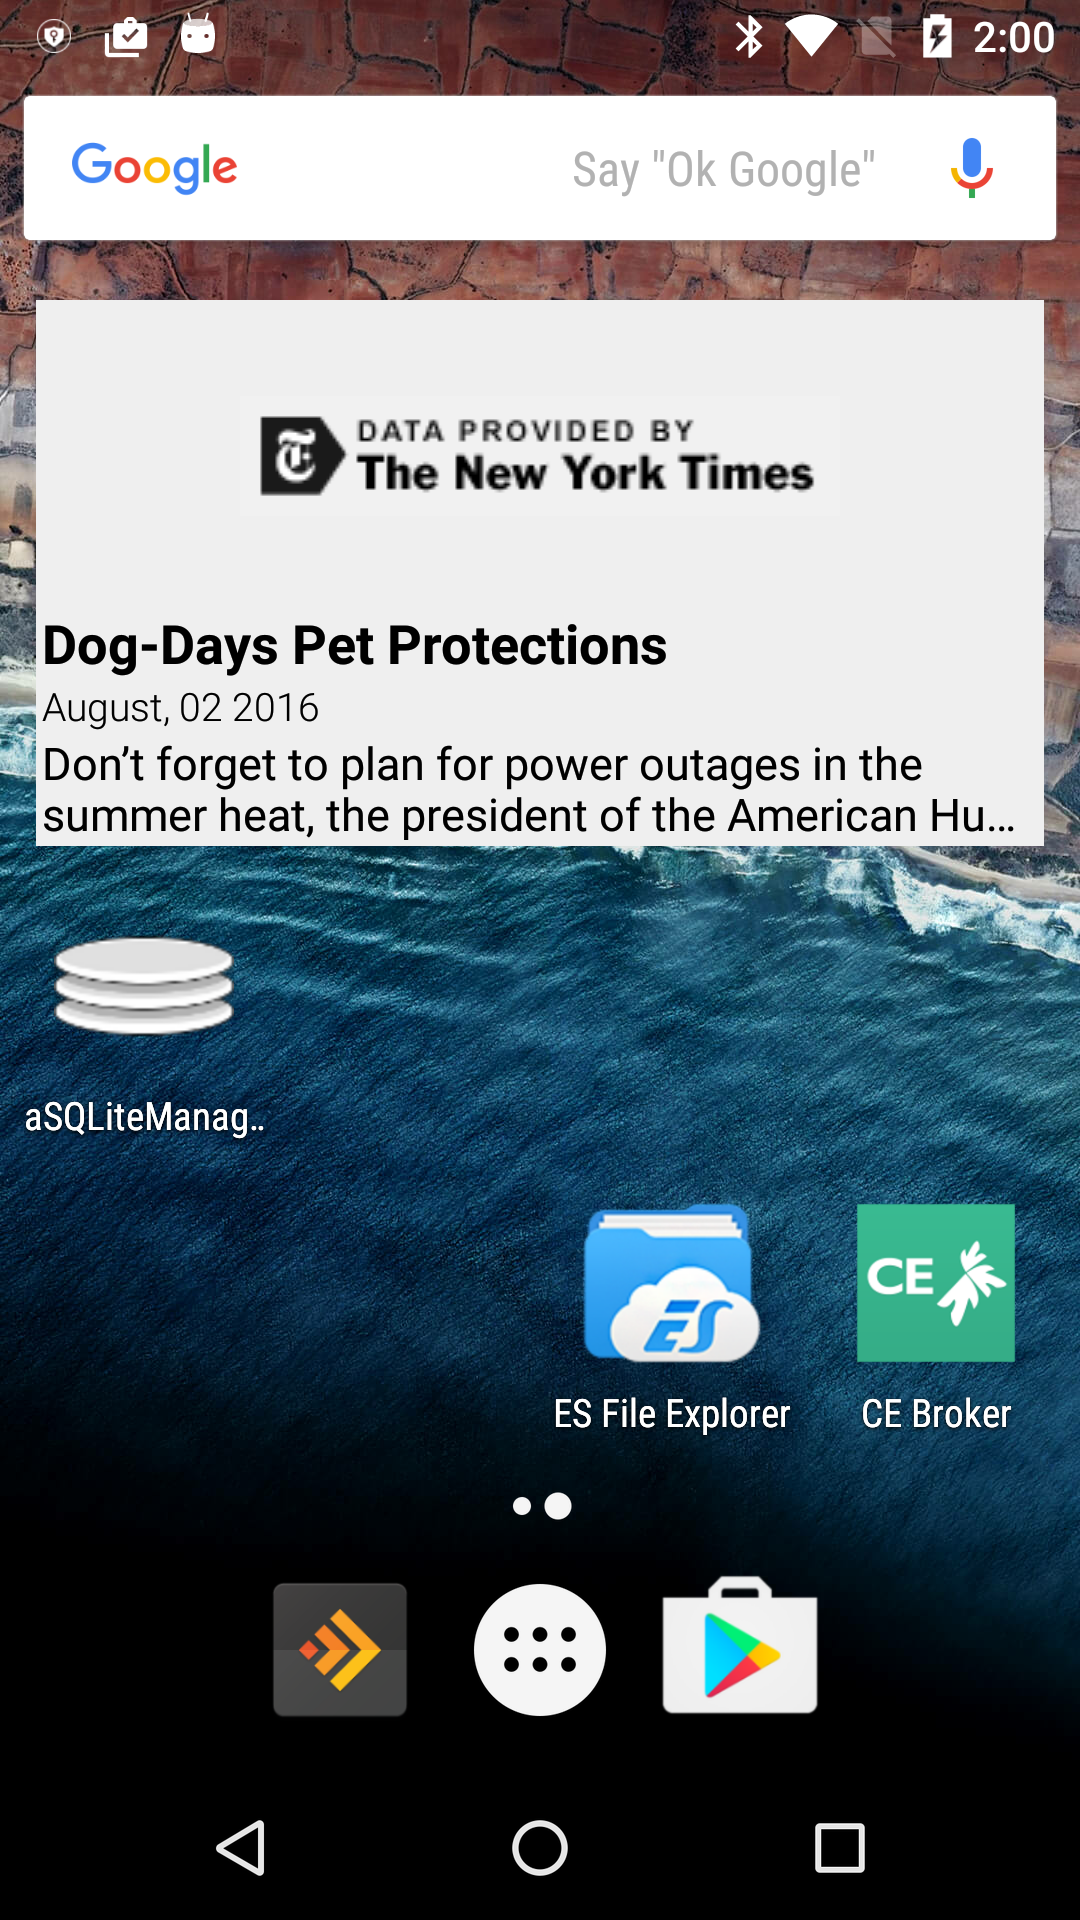 2:00
Google
Say "Ok Google"
T
DATA PROVIDED BY
The New York Times
Dog-Days Pet Protections
August, 02 2016
Don’t forget to plan for power outages in the
summer heat, the president of the American Hu...
aSQLiteManag..
ES
CE
ES File Explorer
CE Broker